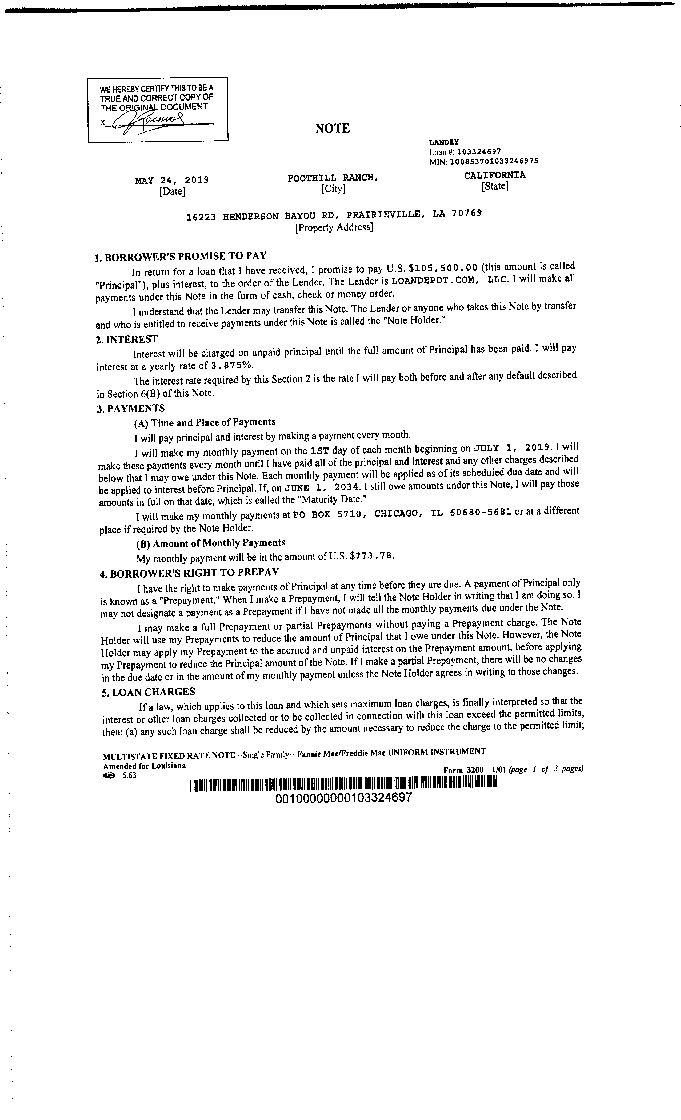 WE HEREBY CERTIFY THIS TO BE A
TRUE AND CORRECT COPY OF
THE ORIGINAL DOCUMENT
X
NOTE
LANDRY
Loan #: 103324697
MIN: 100853701033246975
MAY 24, 2019 FOOTHILL RANCH, CALIFORNIA
[Date] [City] [State]
16223 HENDERSON BAYOU RD, PRAIRIEVILLE, LA 70769
[Property Address]
1. BORROWER'S PROMISE TO PAY
In return for a loan that I have received, I promise to pay U.S. $105,500.00 (this amount is called
"Principal"), plus interest, to the order of the Lender. The Lender is LOANDEPOT.COM, LLC. I will make all
payments under this Note in the form of cash, check or money order.
I understand that the Lender may transfer this Note. The Lender or anyone who takes this Note by transfer
and who is entitled to receive payments under this Note is called the "Note Holder."
2. INTEREST
Interest will be charged on unpaid principal until the full amount of Principal has been paid. I will pay
interest at a yearly rate of 3.875%.
The interest rate required by this Section 2 is the rate I will pay both before and after any default described
in Section 6(B) of this Note.
3. PAYMENTS
(A) Time and Place of Payments
I will pay principal and interest by making a payment every month.
I will make my monthly payment on the 1ST day of each month beginning on JULY 1, 2019. I will
make these payments every month until I have paid all of the principal and interest and any other charges described
below that I may owe under this Note. Each monthly payment will be applied as of its scheduled due date and will
be applied to interest before Principal. If, on JUNE 1, 2034, I still owe amounts under this Note, I will pay those
amounts in full on that date, which is called the "Maturity Date."
I will make my monthly payments at PO BOX 5710, CHICAGO, IL 60680-5681 or at a different
place if required by the Note Holder.
(B) Amount of Monthly Payments
My monthly payment will be in the amount of U.S. $773.78.
4. BORROWER'S RIGHT TO PREPAY
I have the right to make payments of Principal at any time before they are due. A payment of Principal only
is known as a "Prepayment." When I make a Prepayment, I will tell the Note Holder in writing that I am doing so. I
may not designate a payment as a Prepayment if I have not made all the monthly payments due under the Note.
I may make a full Prepayment or partial Prepayments without paying a Prepayment charge. The Note
Holder will use my Prepayments to reduce the amount of Principal that I owe under this Note. However, the Note
Holder may apply my Prepayment to the accrued and unpaid interest on the Prepayment amount, before applying
my Prepayment to reduce the Principal amount of the Note. If I make a partial Prepayment, there will be no changes
in the due date or in the amount of my monthly payment unless the Note Holder agrees in writing to those changes.
5. LOAN CHARGES
If a law, which applies to this loan and which sets maximum loan charges, is finally interpreted so that the
interest or other loan charges collected or to be collected in connection with this loan exceed the permitted limits,
then: (a) any such loan charge shall be reduced by the amount necessary to reduce the charge to the permitted limit;
MULTISTATE FIXED RATE NOTE--Single Family--Fannie Mae/Freddie Mac UNIFORM INSTRUMENT
Amended for Louisiana
5.63 Form 3200 1/01 (page 1 of 3 pages)
00100000000103324697